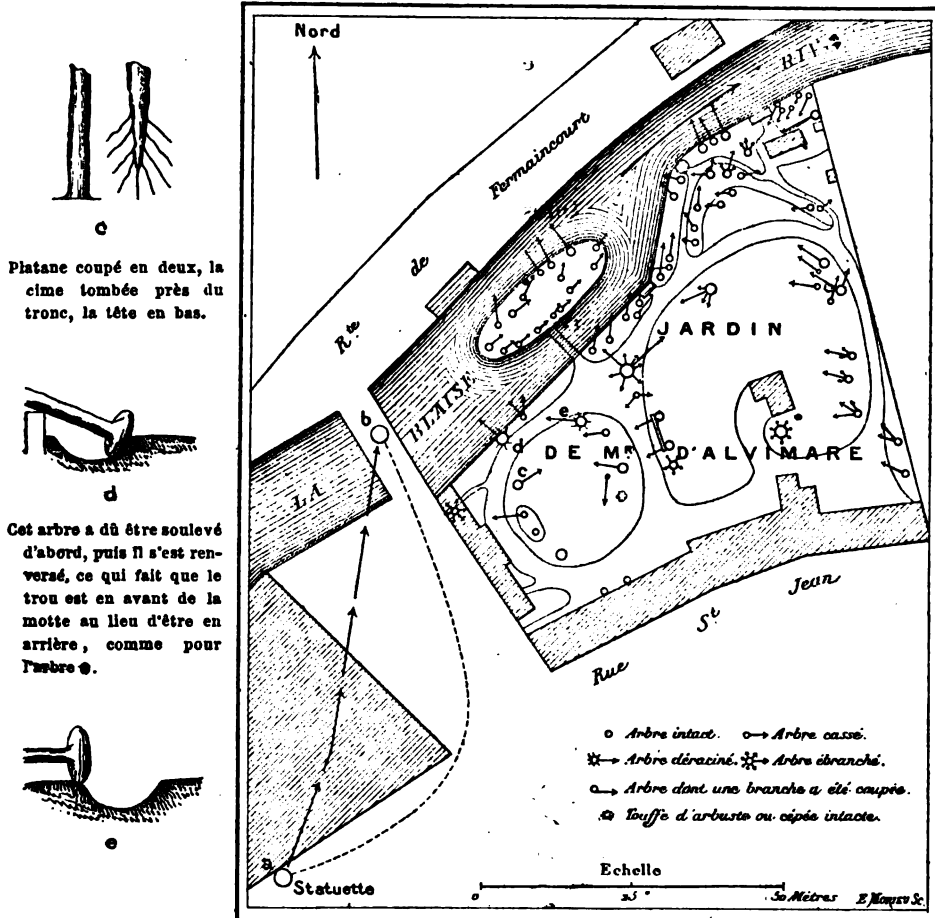 c
Platane coupé en deux, la
cime tombée près du
tronc, la tête en bas.
d
Cet arbre a dû être soulevé
d'abord, puis il s'est ren-
versé, ce qui fait que le
trou est en avant de la
motte au lieu d'être en
arrière, comme pour
l'arbre e.
e
Nord
Rte de Fermaincourt
LA BLAISE RIV.
JARDIN
DE Mr D'ALVIMARE
b
e
d
c
Rue St Jean
Arbre intact. Arbre cassé.
Arbre déraciné. Arbre ébranché.
Arbre dont une branche a été coupée.
Touffe d'arbuste ou cépée intacte.
a
Statuette
Echelle
0 25 50 Mètres